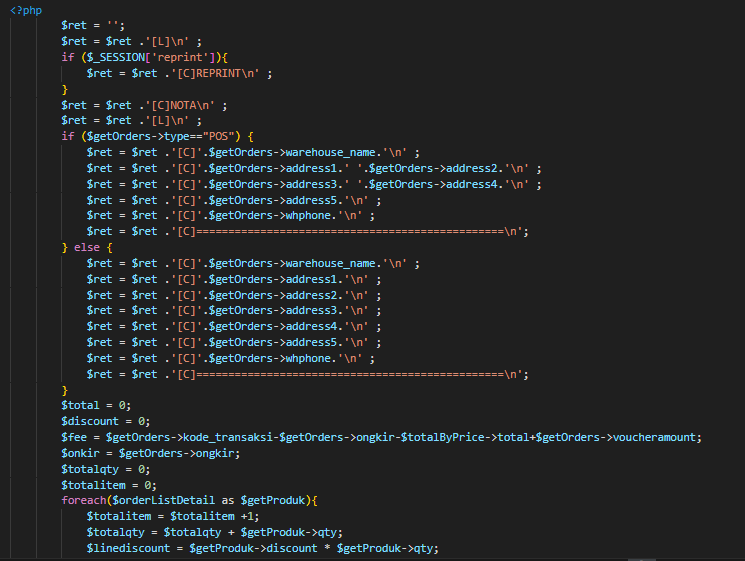 <?php
$ret = '';
$ret = $ret .'[L]\n' ;
if ($_SESSION['reprint']){
$ret = $ret .'[C]REPRINT\n' ;
}
$ret = $ret .'[C]NOTA\n' ;
$ret = $ret .'[L]\n' ;
if ($getOrders->type=="POS") {
$ret = $ret .'[C]'.$getOrders->warehouse_name.'\n' ;
$ret = $ret .'[C]'.$getOrders->address1.' '.$getOrders->address2.'\n' ;
$ret = $ret .'[C]'.$getOrders->address3.' '.$getOrders->address4.'\n' ;
$ret = $ret .'[C]'.$getOrders->address5.'\n' ;
$ret = $ret .'[C]'.$getOrders->whphone.'\n' ;
$ret = $ret .'[C]================================================\n';
} else {
$ret = $ret .'[C]'.$getOrders->warehouse_name.'\n' ;
$ret = $ret .'[C]'.$getOrders->address1.'\n' ;
$ret = $ret .'[C]'.$getOrders->address2.'\n' ;
$ret = $ret .'[C]'.$getOrders->address3.'\n' ;
$ret = $ret .'[C]'.$getOrders->address4.'\n' ;
$ret = $ret .'[C]'.$getOrders->address5.'\n' ;
$ret = $ret .'[C]'.$getOrders->whphone.'\n' ;
$ret = $ret .'[C]================================================\n';
}
$total = 0;
$discount = 0;
$fee = $getOrders->kode_transaksi-$getOrders->ongkir-$totalByPrice->total+$getOrders->voucheramount;
$onkir = $getOrders->ongkir;
$totalqty = 0;
$totalitem = 0;
foreach($orderListDetail as $getProduk){
$totalitem = $totalitem +1;
$totalqty = $totalqty + $getProduk->qty;
$linediscount = $getProduk->discount * $getProduk->qty;